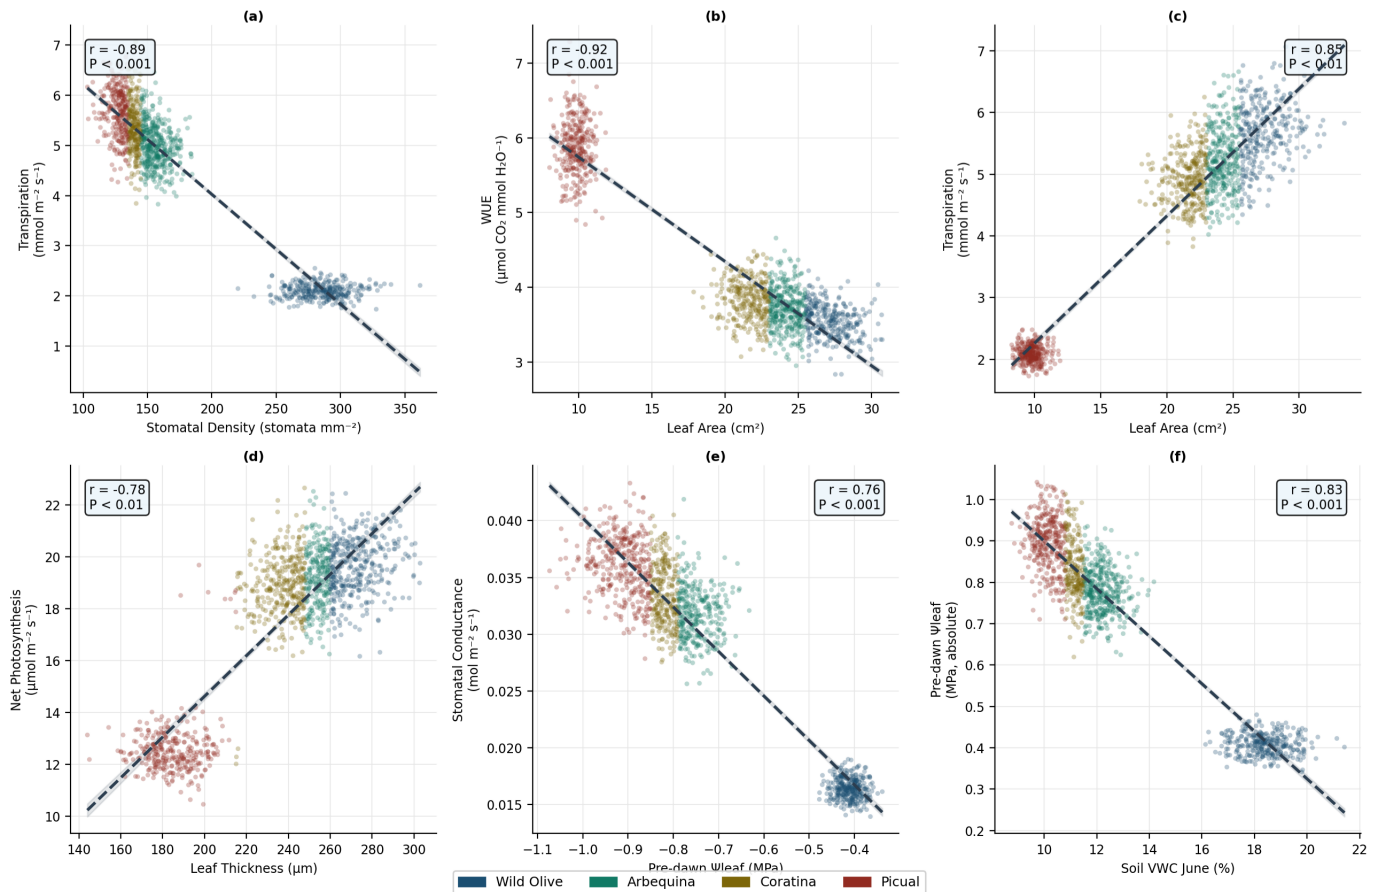 (a)
r = -0.89
P < 0.001
Transpiration
(mmol m⁻² s⁻¹)
7
6
5
4
3
2
1
100 150 200 250 300 350
Stomatal Density (stomata mm⁻²)
(b)
r = -0.92
P < 0.001
WUE
(μmol CO₂ mmol H₂O⁻¹)
7
6
5
4
3
10 15 20 25 30
Leaf Area (cm²)
(c)
r = 0.85
P < 0.01
Transpiration
(mmol m⁻² s⁻¹)
7
6
5
4
3
2
10 15 20 25 30
Leaf Area (cm²)
(d)
r = -0.78
P < 0.01
Net Photosynthesis
(μmol m⁻² s⁻¹)
22
20
18
16
14
12
10
140 160 180 200 220 240 260 280 300
Leaf Thickness (μm)
(e)
r = 0.76
P < 0.001
Stomatal Conductance
(mol m⁻² s⁻¹)
0.040
0.035
0.030
0.025
0.020
0.015
−1.1 −1.0 −0.9 −0.8 −0.7 −0.6 −0.5 −0.4
Pre-dawn Ψleaf (MPa)
(f)
r = 0.83
P < 0.001
Pre-dawn Ψleaf
(MPa, absolute)
1.0
0.9
0.8
0.7
0.6
0.5
0.4
0.3
0.2
10 12 14 16 18 20 22
Soil VWC June (%)
Wild Olive Arbequina Coratina Picual